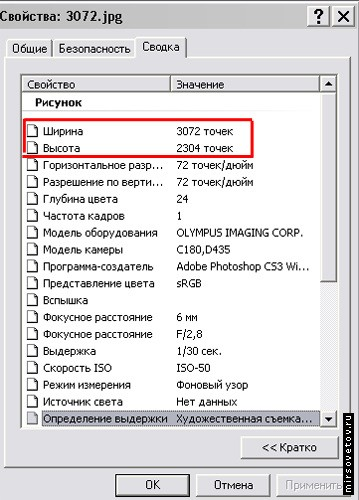 Свойства: 3072.jpg
Общие Безопасность Сводка
Свойство Значение
Рисунок
Ширина 3072 точек
Высота 2304 точек
Горизонтальное разр... 72 точек/дюйм
Разрешение по верти... 72 точек/дюйм
Глубина цвета 24
Частота кадров 1
Модель оборудования OLYMPUS IMAGING CORP.
Модель камеры C180,D435
Программа-создатель Adobe Photoshop CS3 Wi...
Представление цвета sRGB
Вспышка
Фокусное расстояние 6 мм
Фокусное расстояние F/2,8
Выдержка 1/30 сек.
Скорость ISO ISO-50
Режим измерения Фоновый узор
Источник света Нет данных
Определение выдержки Художественная съемка...
<< Кратко
OK Отмена Применить
mirsovetov.ru